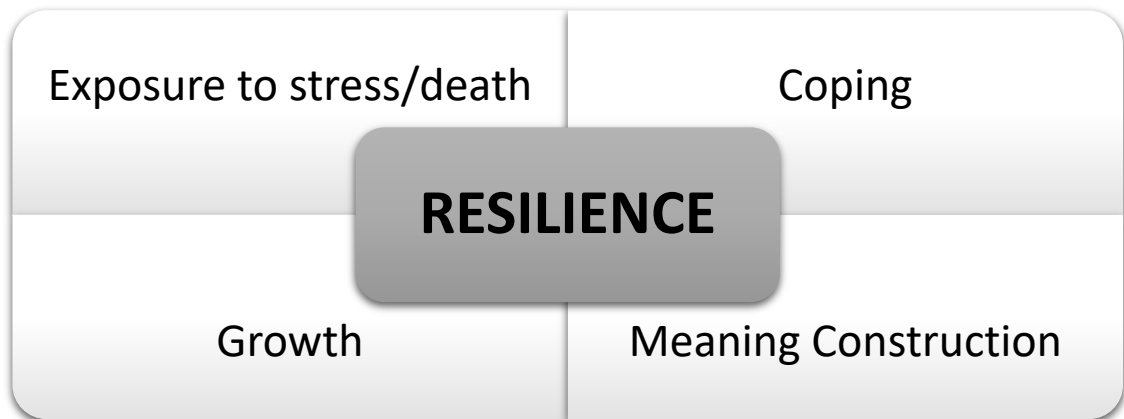 Exposure to stress/death
Coping
RESILIENCE
Growth
Meaning Construction